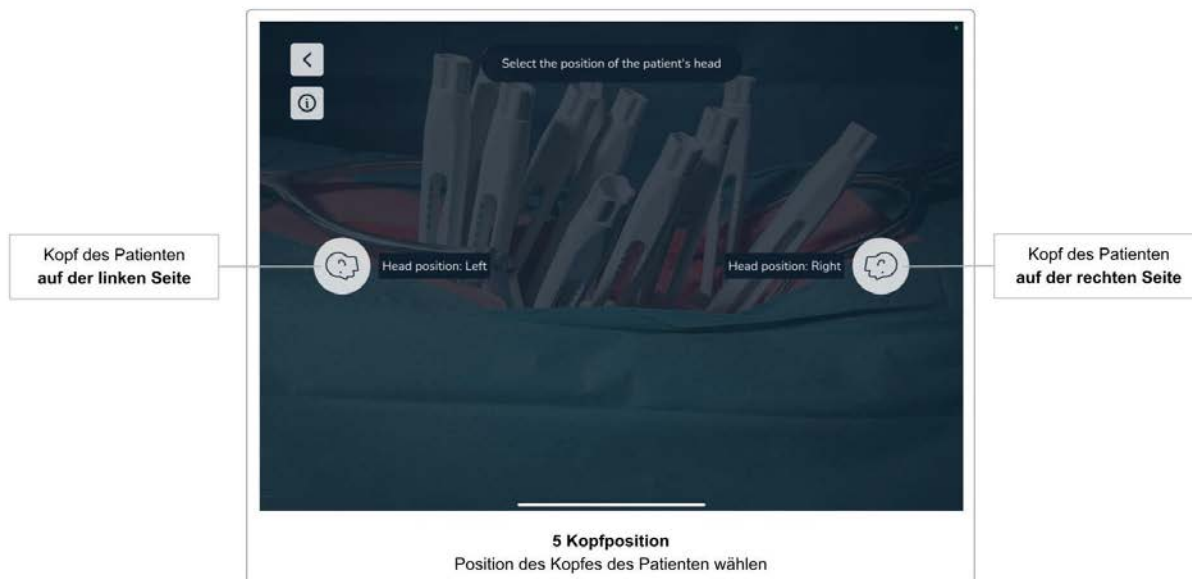 Select the position of the patient's head
Kopf des Patienten
auf der linken Seite
Head position: Left
Head position: Right
Kopf des Patienten
auf der rechten Seite
5 Kopfposition
Position des Kopfes des Patienten wählen